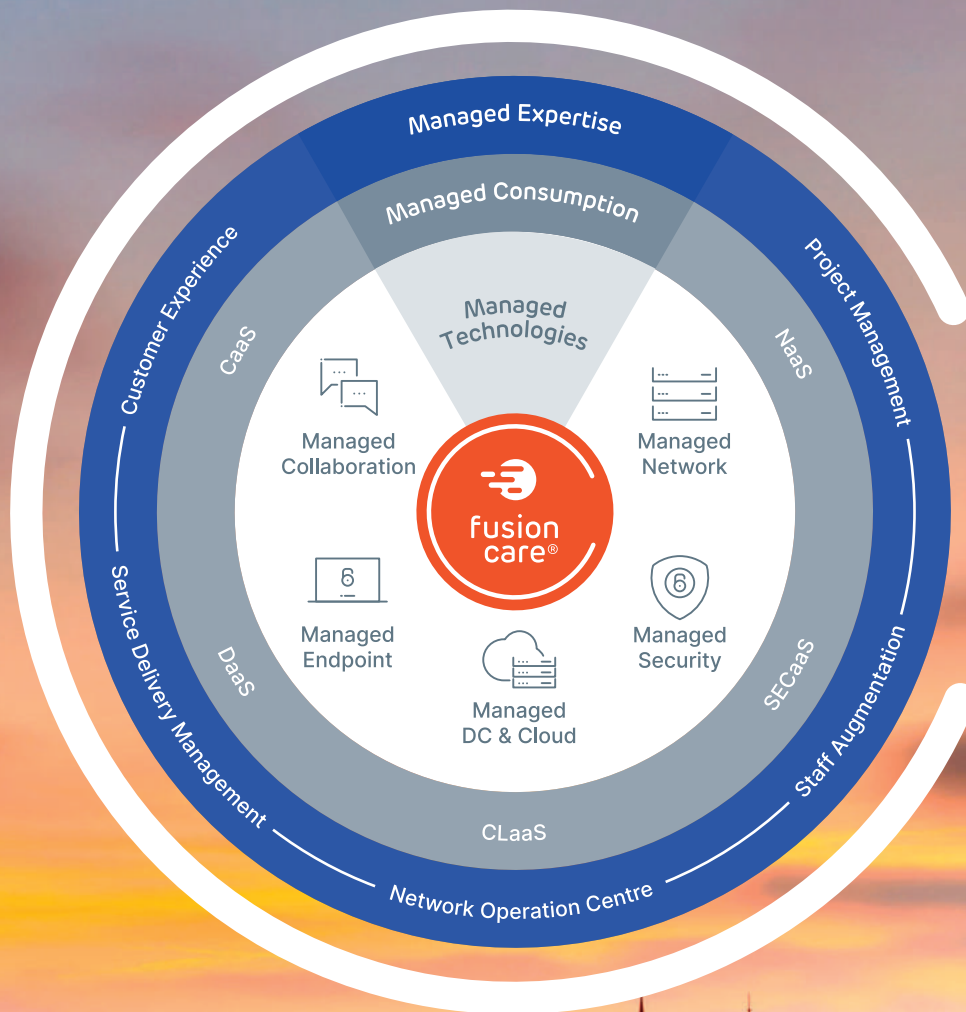 Managed Expertise
Managed Consumption
Managed
Technologies
Customer Experience
Project Management
CaaS
NaaS
Managed
Collaboration
Managed
Network
fusion
care®
Managed
Endpoint
Managed
Security
Managed
DC & Cloud
DaaS
SECaaS
CLaaS
Service Delivery Management
Staff Augmentation
Network Operation Centre